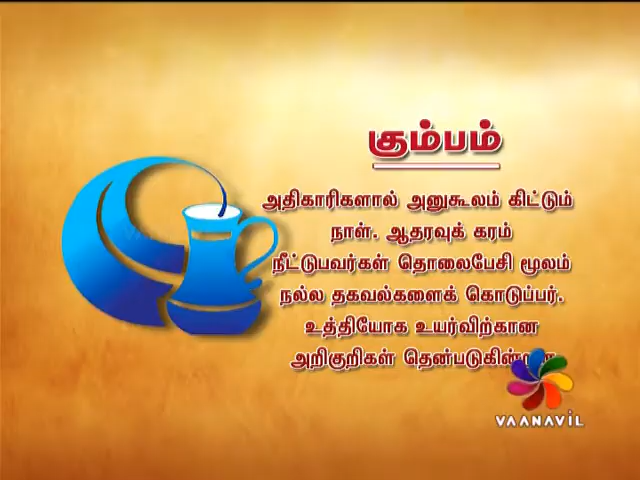 கும்பம்
அதிகாரிகளால் அனுகூலம் கிட்டும்
நாள். ஆதரவுக் கரம்
நீட்டுபவர்கள் தொலைபேசி மூலம்
நல்ல தகவல்களைக் கொடுப்பர்.
உத்தியோக உயர்விற்கான
அறிகுறிகள்
VAANAVIL